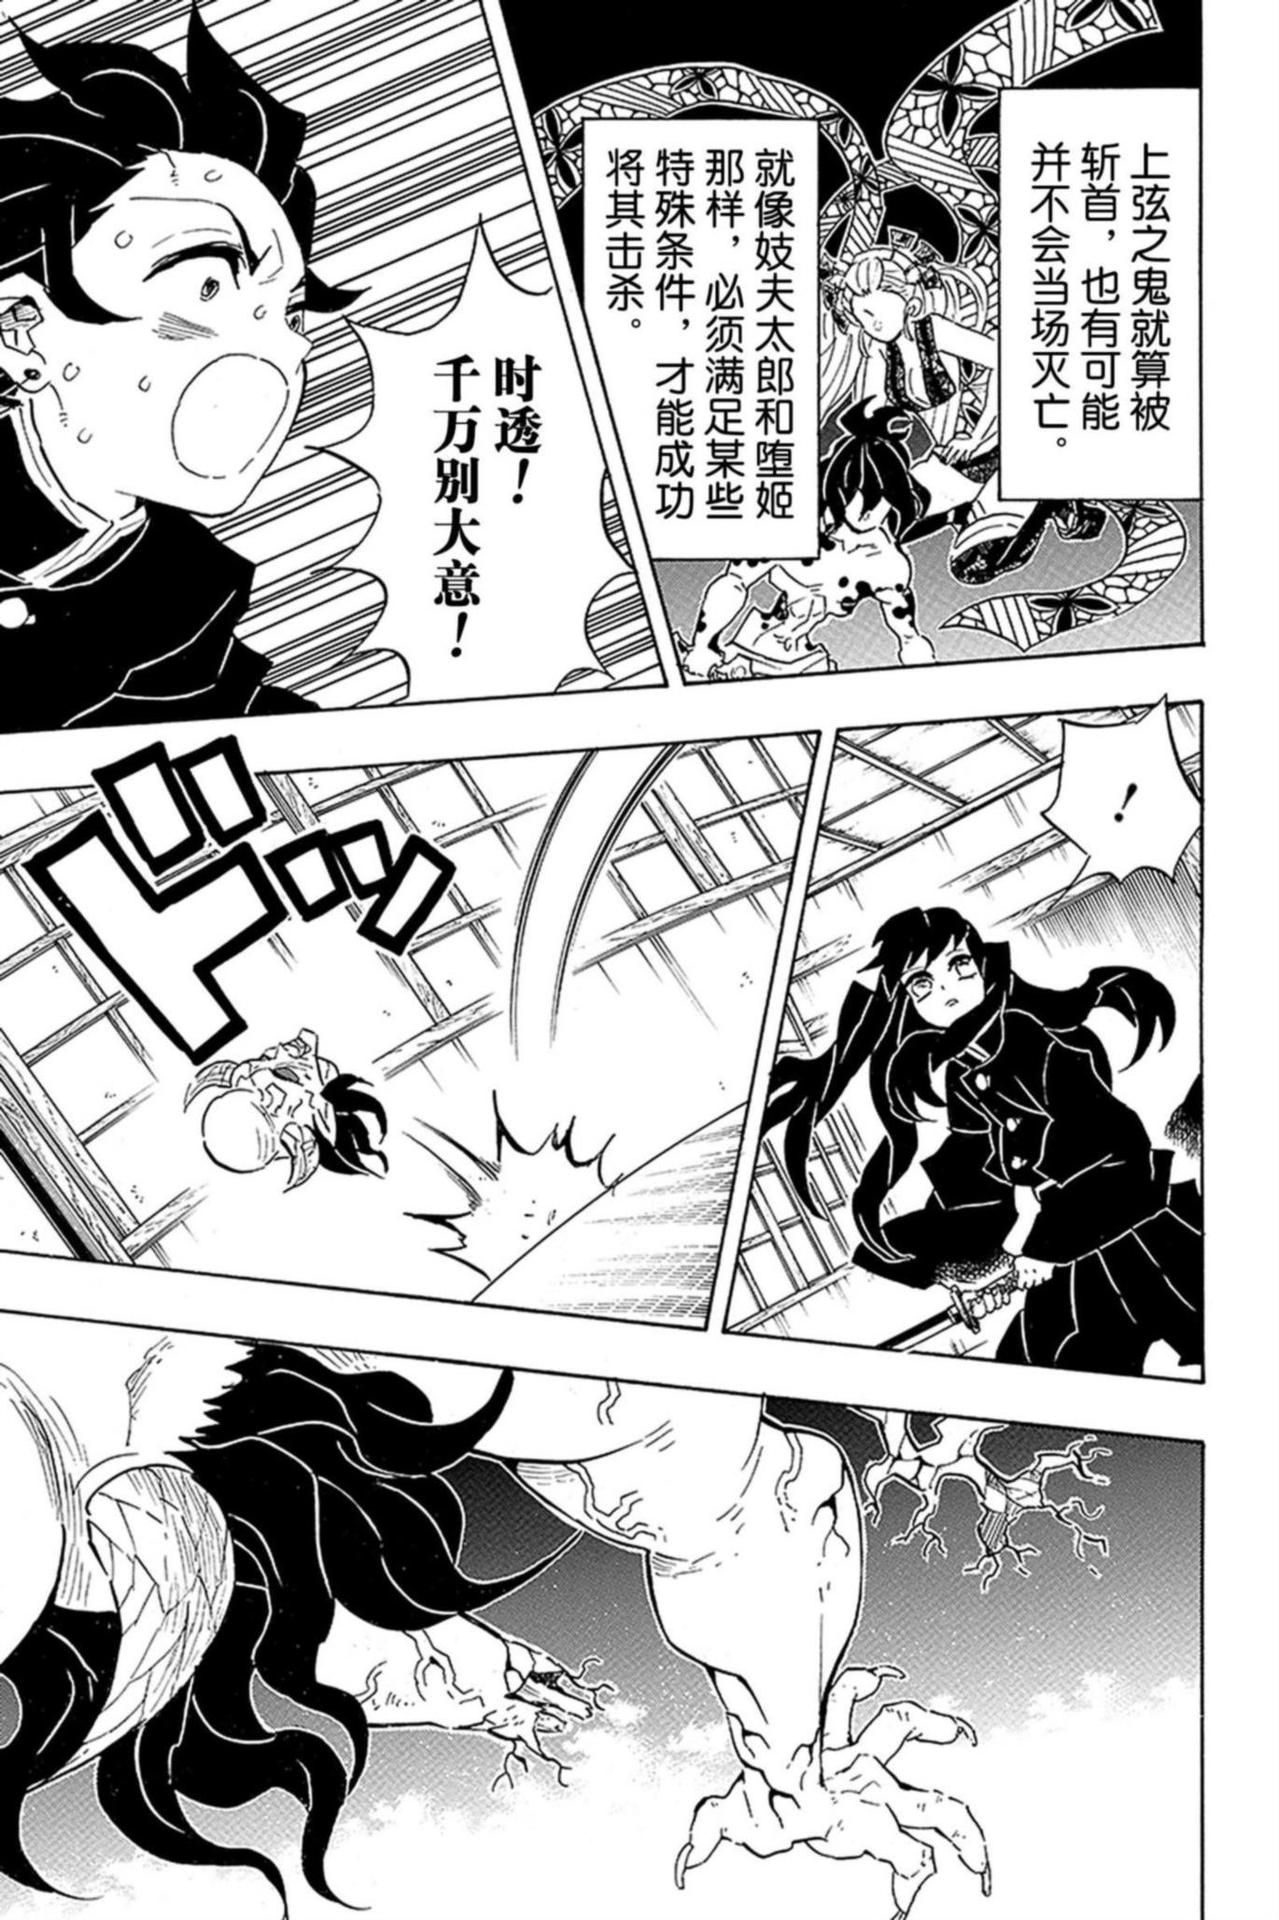 上弦之鬼就算被
斩首，也有可能
并不会当场灭亡。
就像妓夫太郎和堕姬
那样，必须满足某些
特殊条件，才能成功
将其击杀。
时透！
千万别大意！
！
ドッ